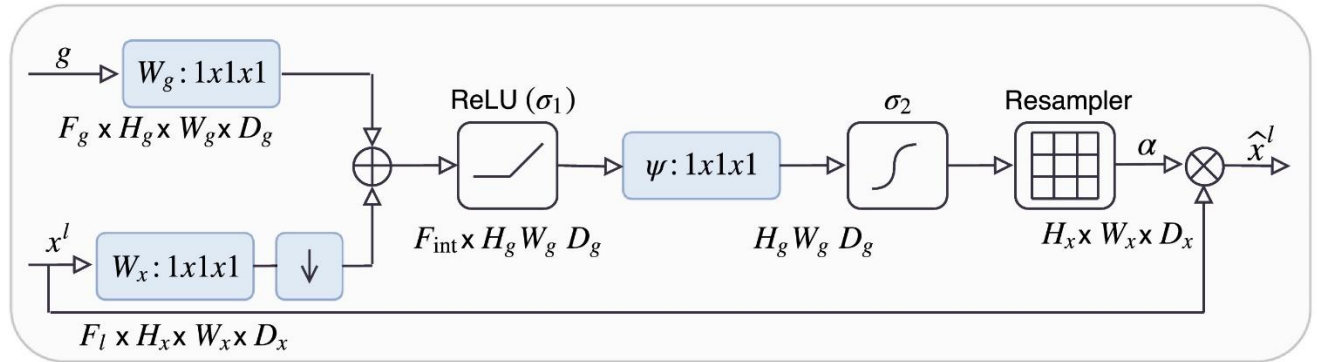 g
W_g : 1x1x1
F_g x H_g x W_g x D_g
ReLU (σ_1)
σ_2
Resampler
ψ : 1x1x1
α
x̂^l
F_int x H_g W_g D_g
H_g W_g D_g
H_x x W_x x D_x
x^l
W_x : 1x1x1
F_l x H_x x W_x x D_x